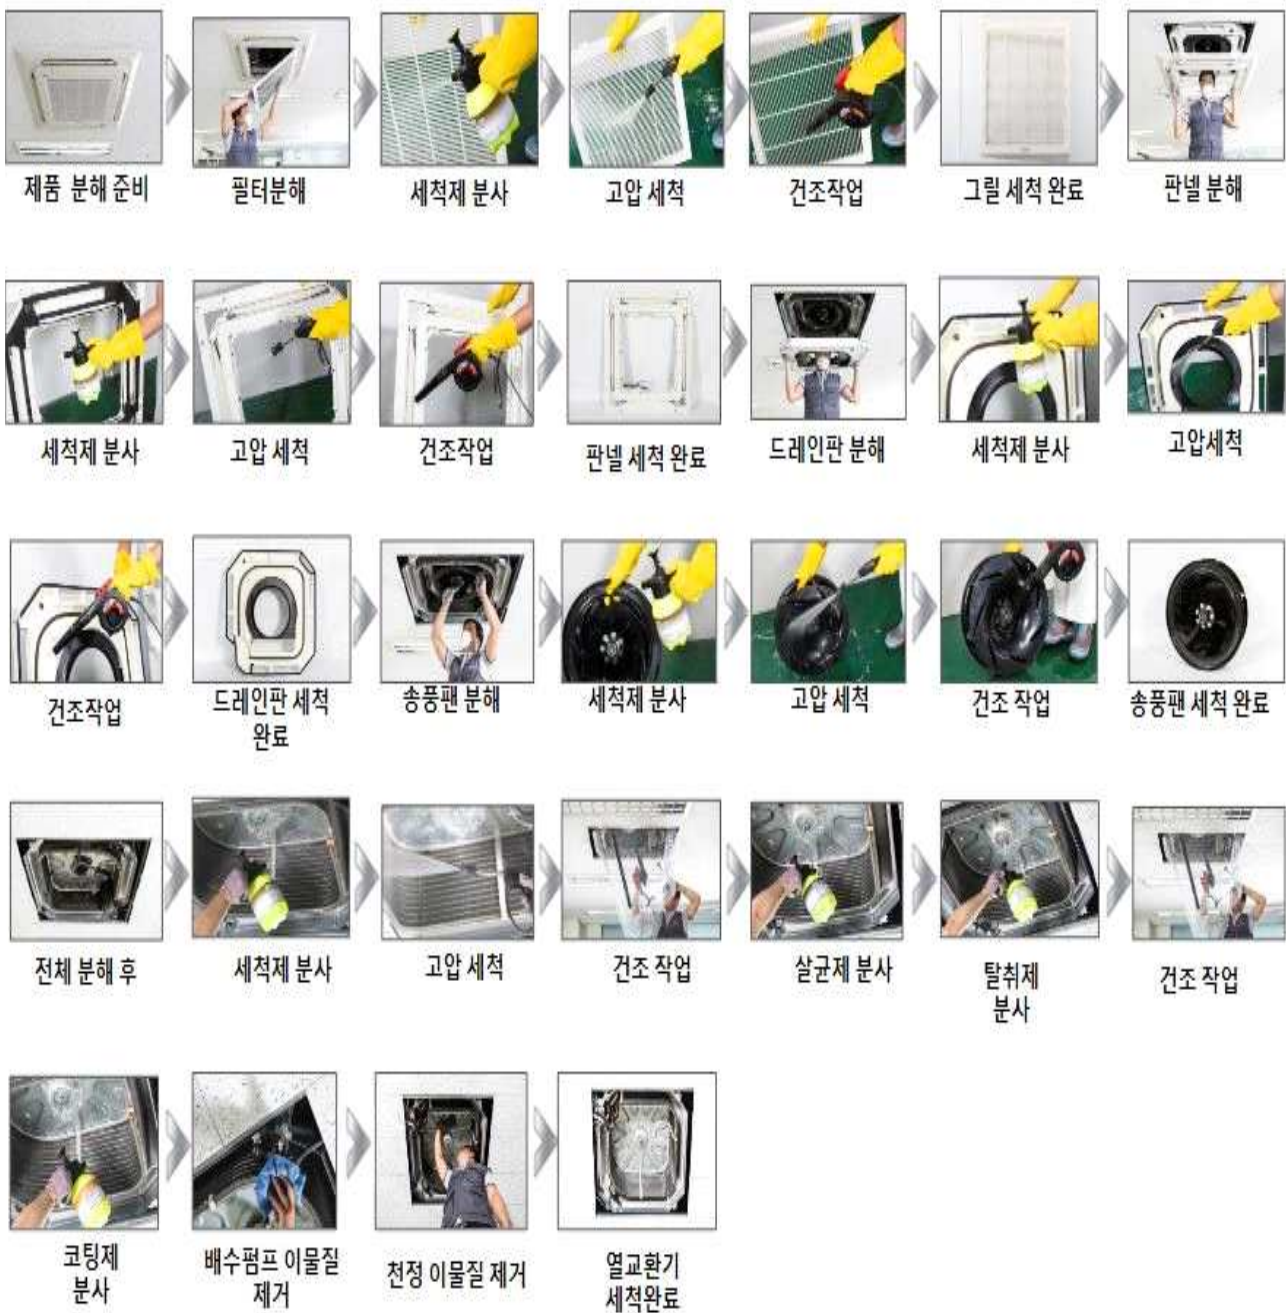 제품 분해 준비
필터분해
세척제 분사
고압 세척
건조작업
그릴 세척 완료
판넬 분해
세척제 분사
고압 세척
건조작업
판넬 세척 완료
드레인판 분해
세척제 분사
고압세척
건조작업
드레인판 세척
완료
송풍팬 분해
세척제 분사
고압 세척
건조 작업
송풍팬 세척 완료
전체 분해 후
세척제 분사
고압 세척
건조 작업
살균제 분사
탈취제
분사
건조 작업
코팅제
분사
배수펌프 이물질
제거
천정 이물질 제거
열교환기
세척완료